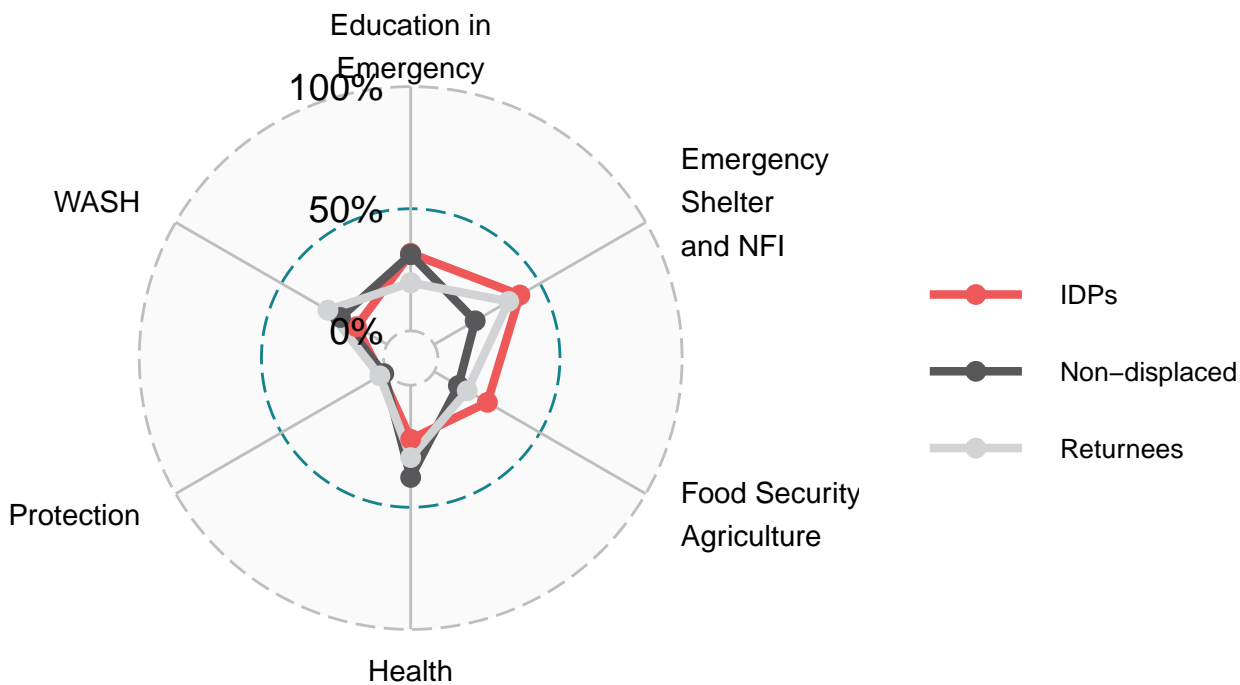 Education in
Emergency
100%
Emergency
Shelter
and NFI
WASH
50%
0%
IDPs
Non−displaced
Returnees
Food Security
Agriculture
Protection
Health